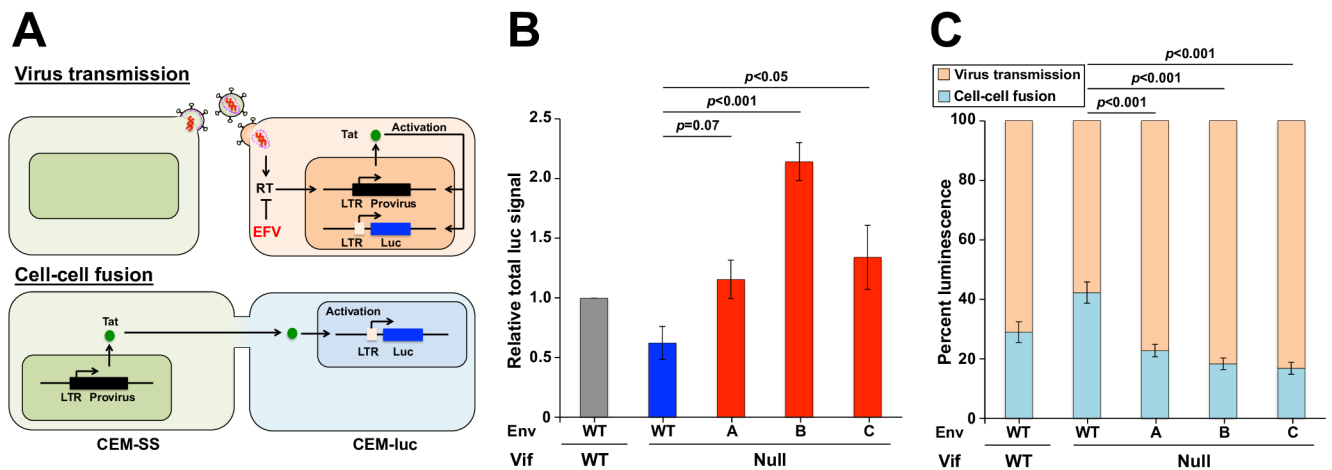 A
Virus transmission
Tat
Activation
RT
EFV
LTR Provirus
LTR Luc
Cell-cell fusion
Tat
Activation
LTR Luc
LTR Provirus
CEM-SS
CEM-luc
B
p<0.05
p<0.001
p=0.07
Relative total luc signal
2.5
2.0
1.5
1.0
0.5
0
Env WT WT A B C
Vif WT Null
C
p<0.001
p<0.001
p<0.001
Virus transmission
Cell-cell fusion
Percent luminescence
100
80
60
40
20
0
Env WT WT A B C
Vif WT Null